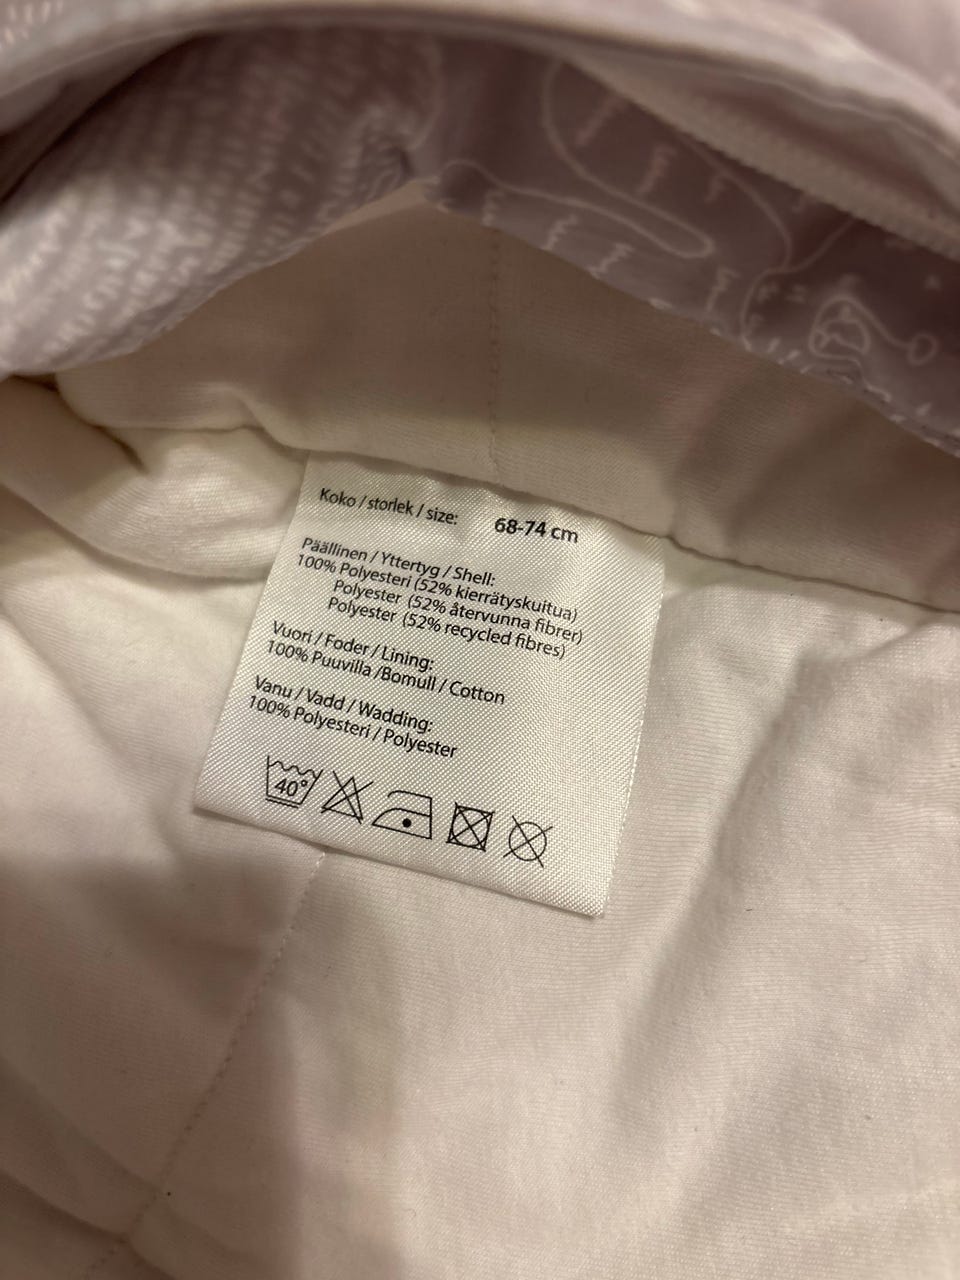 Koko / storlek / size: 68-74 cm
Päällinen / Yttertyg / Shell:
100% Polyesteri (52% kierrätyskuitua)
Polyester (52% återvunna fibrer)
Polyester (52% recycled fibres)
Vuori / Foder / Lining:
100% Puuvilla /Bomull / Cotton
Vanu / Vadd / Wadding:
100% Polyesteri / Polyester
40°